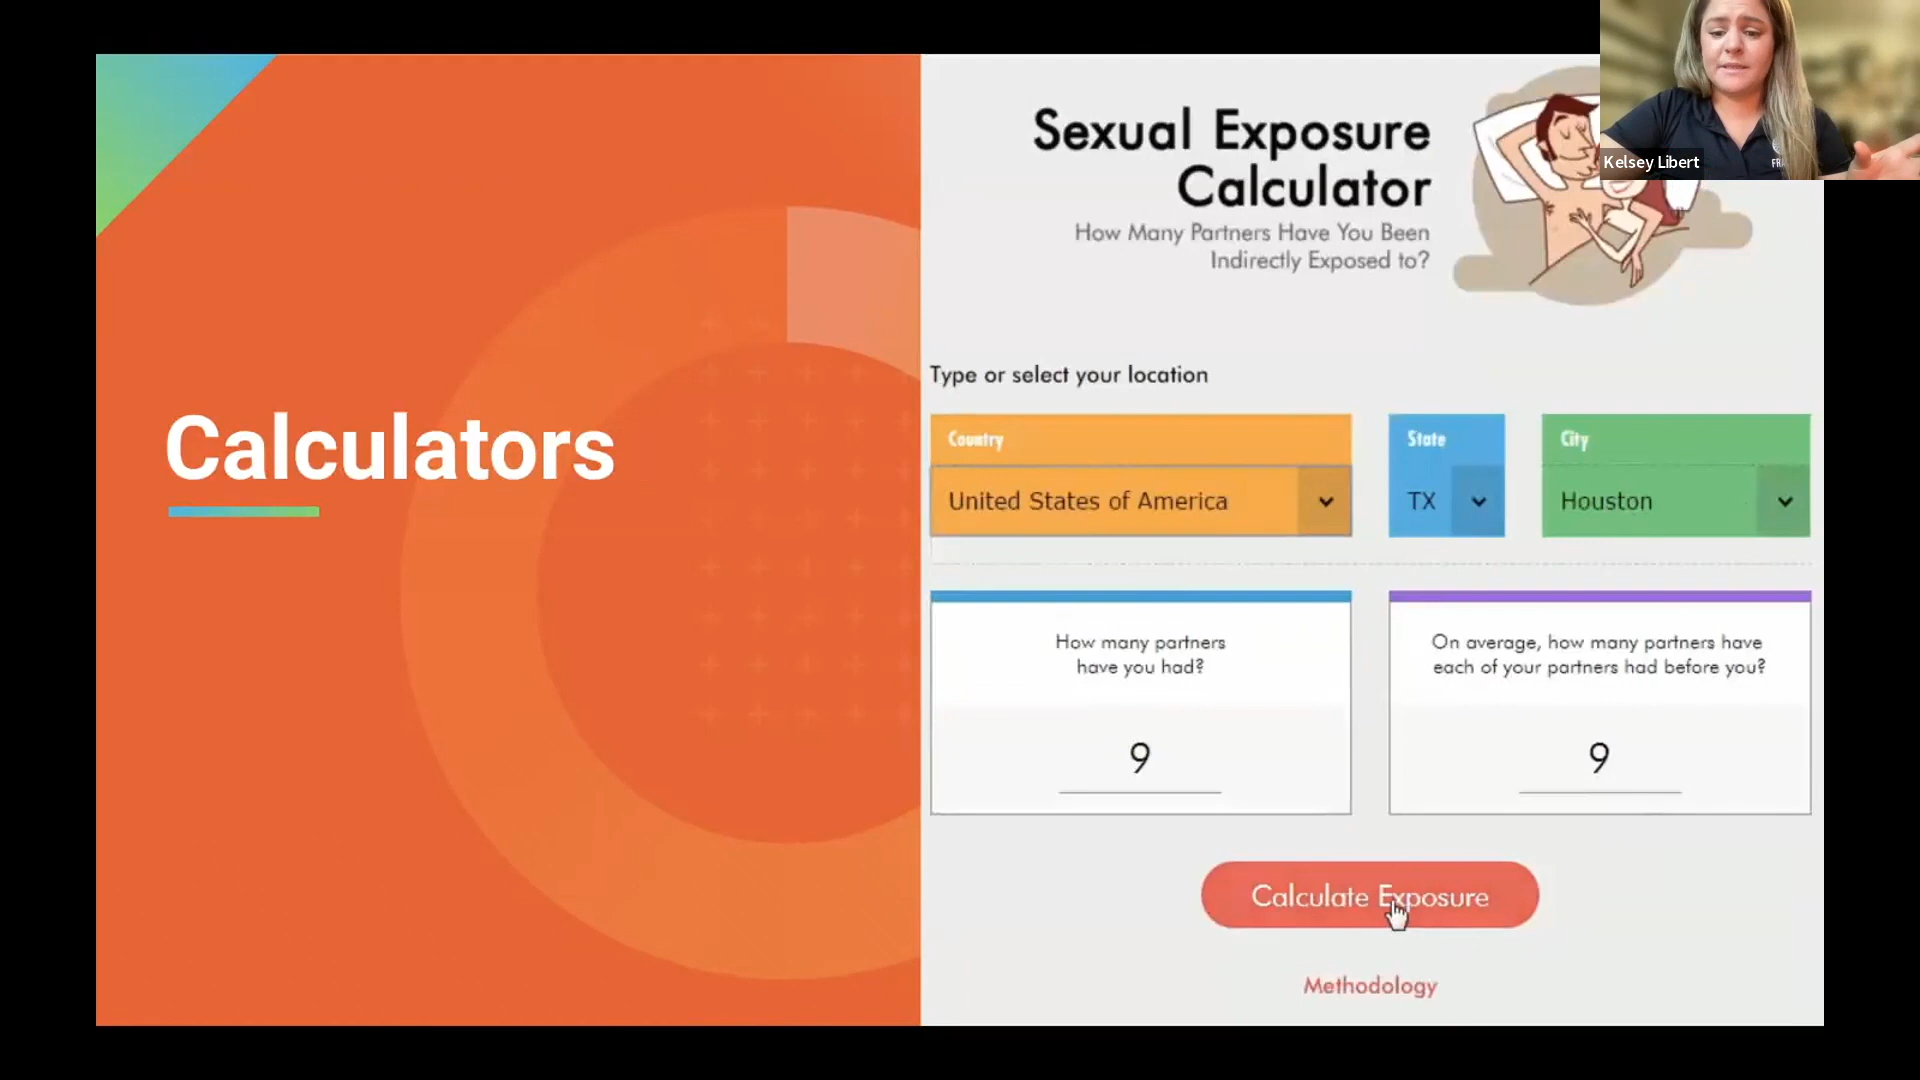 Calculators
Sexual Exposure
Calculator
How Many Partners Have You Been
Indirectly Exposed to?
Kelsey Libert
Type or select your location
Country
State
City
United States of America
TX
Houston
How many partners
have you had?
9
On average, how many partners have
each of your partners had before you?
9
Calculate Exposure
Methodology